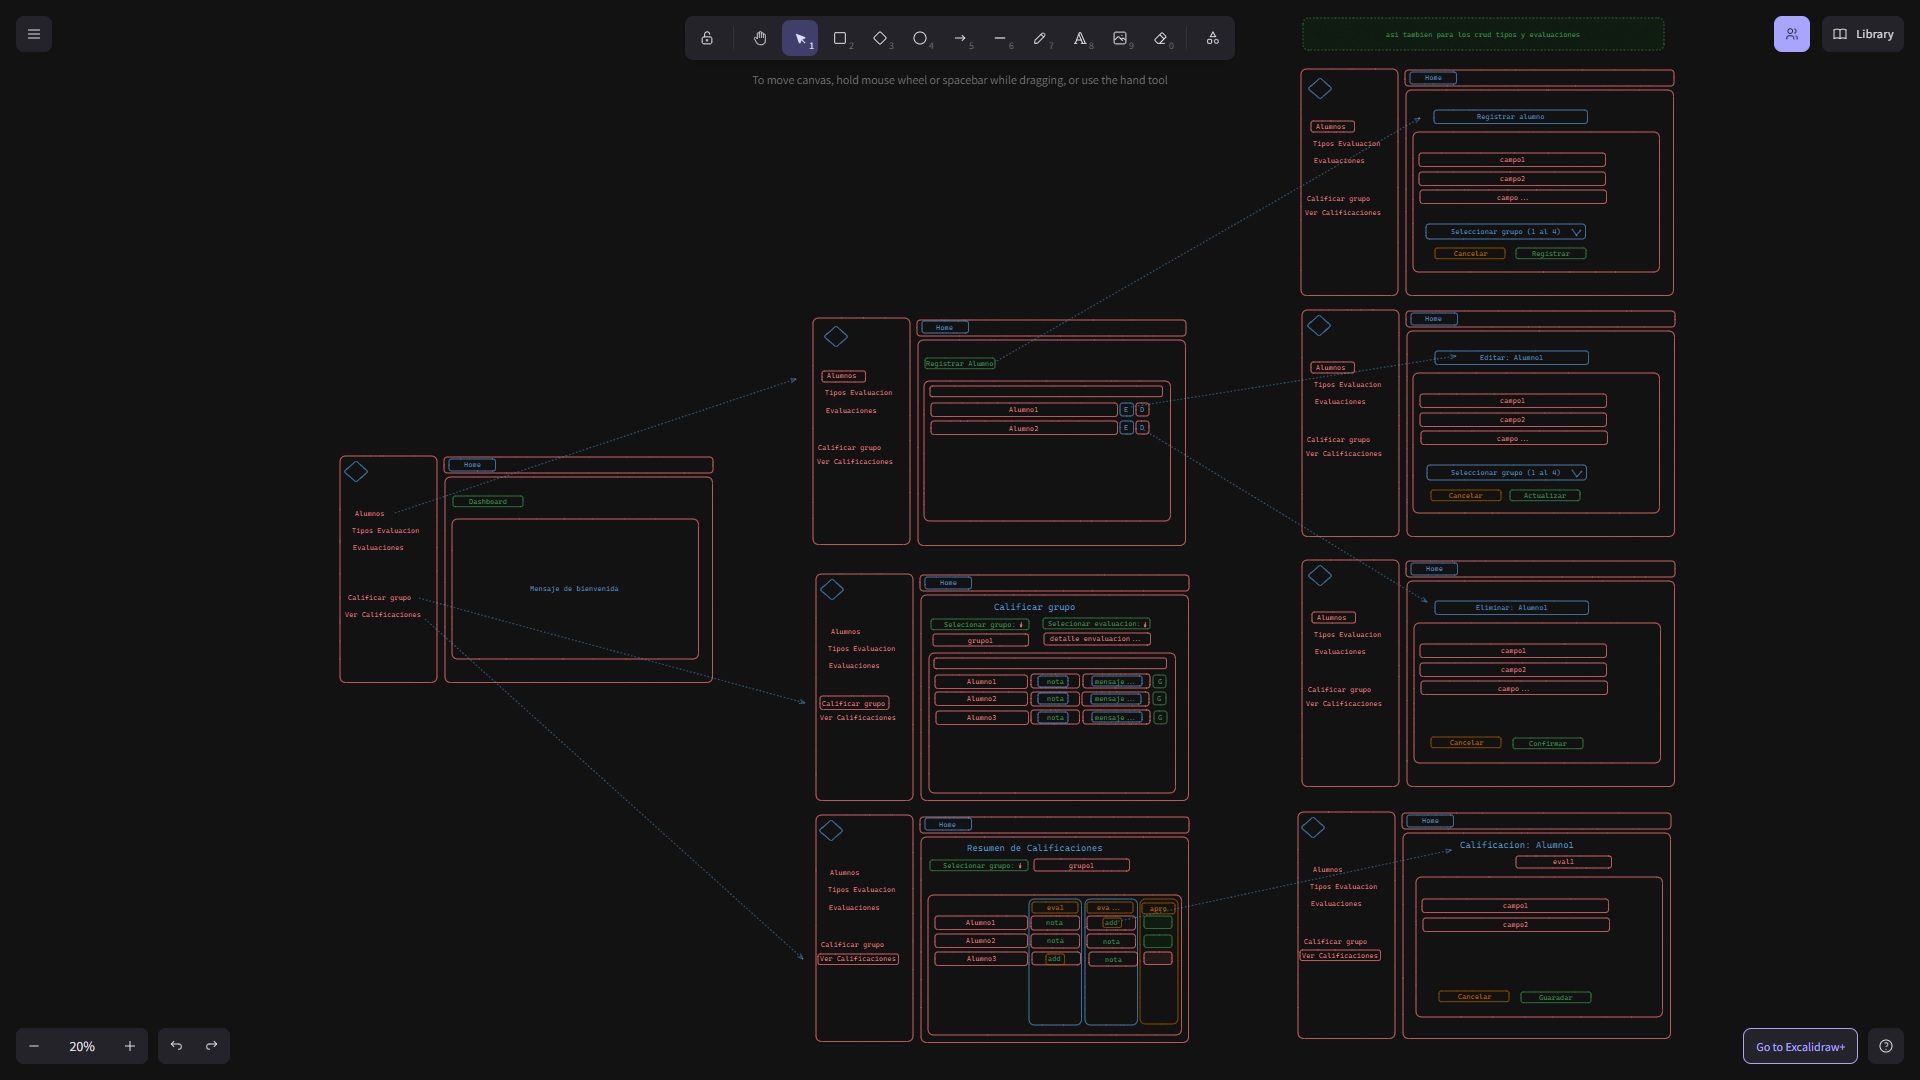 1
2
3
4
5
6
7
8
9
0
Library
To move canvas, hold mouse wheel or spacebar while dragging, or use the hand tool
asi tambien para los crud tipos y evaluaciones
Home
Alumnos
Tipos Evaluacion
Evaluaciones
Calificar grupo
Ver Calificaciones
Dashboard
Mensaje de bienvenida
Home
Alumnos
Tipos Evaluacion
Evaluaciones
Calificar grupo
Ver Calificaciones
Registrar Alumno
Alumno1 E D
Alumno2 E D
Home
Alumnos
Tipos Evaluacion
Evaluaciones
Calificar grupo
Ver Calificaciones
Calificar grupo
Selecionar grupo: Selecionar evaluacion:
grupo1 detalle envaluacion ...
Alumno1 nota mensaje ... G
Alumno2 nota mensaje ... G
Alumno3 nota mensaje ... G
Home
Alumnos
Tipos Evaluacion
Evaluaciones
Calificar grupo
Ver Calificaciones
Resumen de Calificaciones
Selecionar grupo: grupo1
eval eva ... apro..
Alumno1 nota add
Alumno2 nota nota
Alumno3 add nota
Home
Alumnos
Tipos Evaluacion
Evaluaciones
Calificar grupo
Ver Calificaciones
Registrar alumno
campo1
campo2
campo ...
Seleccionar grupo (1 al 4)
Cancelar Registrar
Home
Alumnos
Tipos Evaluacion
Evaluaciones
Calificar grupo
Ver Calificaciones
Editar: Alumno1
campo1
campo2
campo ...
Seleccionar grupo (1 al 4)
Cancelar Actualizar
Home
Alumnos
Tipos Evaluacion
Evaluaciones
Calificar grupo
Ver Calificaciones
Eliminar: Alumno1
campo1
campo2
campo ...
Cancelar Confirmar
Home
Alumnos
Tipos Evaluacion
Evaluaciones
Calificar grupo
Ver Calificaciones
Calificacion: Alumno1
eval1
campo1
campo2
Cancelar Guaradar
20%
Go to Excalidraw+